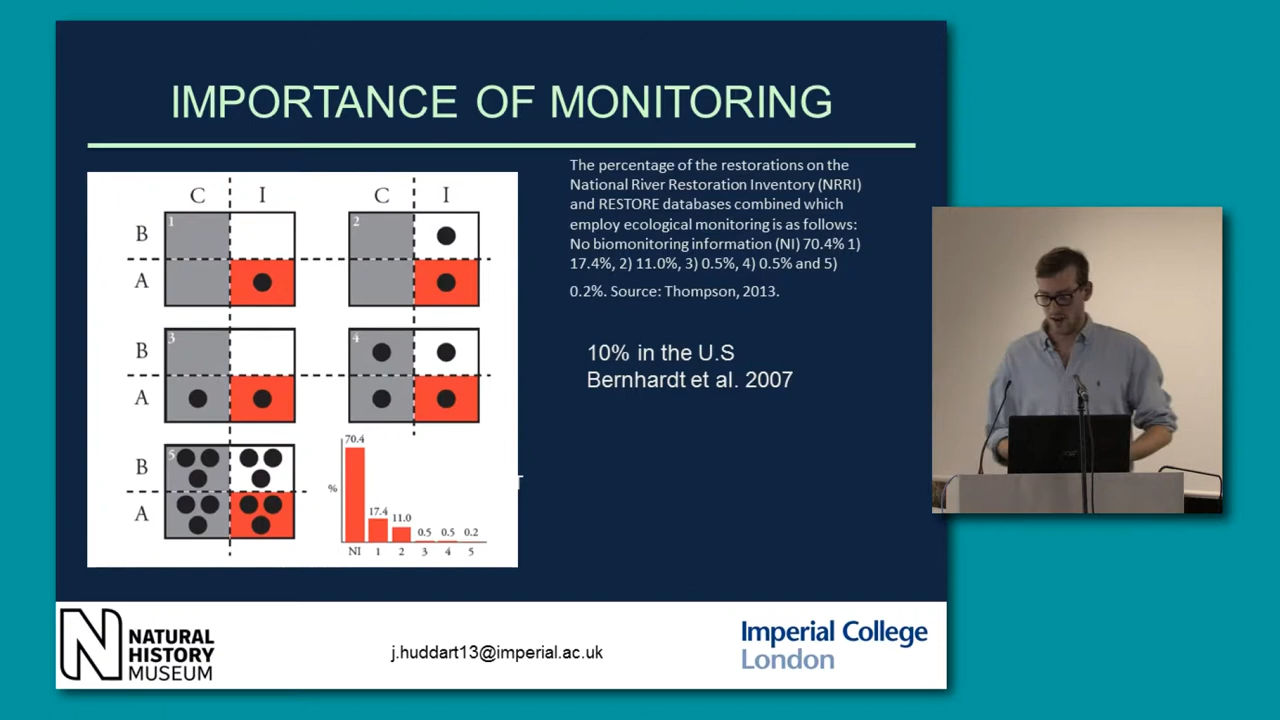 IMPORTANCE OF MONITORING
C I
1
B
A
C I
2
3
B
A
4
5
B
A
%
70.4
17.4
11.0
0.5
0.5
0.2
NI 1 2 3 4 5
The percentage of the restorations on the
National River Restoration Inventory (NRRI)
and RESTORE databases combined which
employ ecological monitoring is as follows:
No biomonitoring information (NI) 70.4% 1)
17.4%, 2) 11.0%, 3) 0.5%, 4) 0.5% and 5)
0.2%. Source: Thompson, 2013.
10% in the U.S
Bernhardt et al. 2007
N NATURAL
HISTORY
MUSEUM
j.huddart13@imperial.ac.uk
Imperial College
London